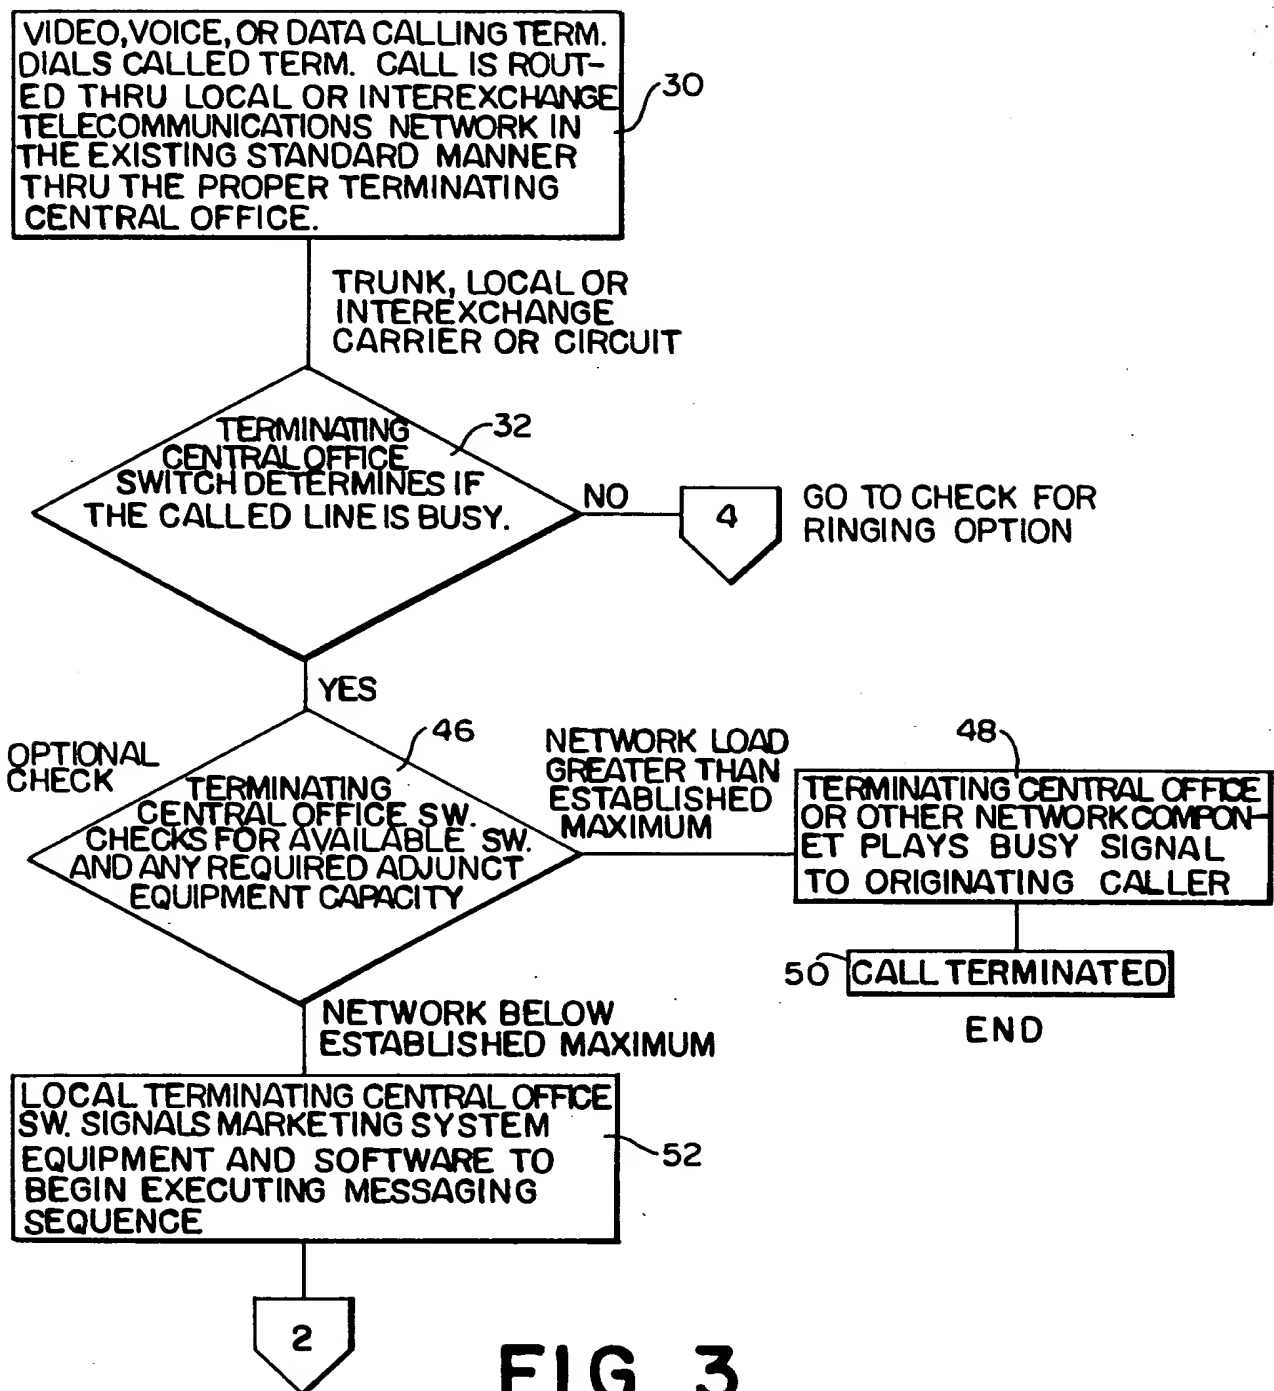 VIDEO, VOICE, OR DATA CALLING TERM.
DIALS CALLED TERM. CALL IS ROUT-
ED THRU LOCAL OR INTEREXCHANGE
TELECOMMUNICATIONS NETWORK IN
THE EXISTING STANDARD MANNER
THRU THE PROPER TERMINATING
CENTRAL OFFICE.
30
TRUNK, LOCAL OR
INTEREXCHANGE
CARRIER OR CIRCUIT
TERMINATING
CENTRAL OFFICE
SWITCH DETERMINES IF
THE CALLED LINE IS BUSY.
32
NO
4
GO TO CHECK FOR
RINGING OPTION
YES
OPTIONAL
CHECK
46
TERMINATING
CENTRAL OFFICE SW.
CHECKS FOR AVAILABLE SW.
AND ANY REQUIRED ADJUNCT
EQUIPMENT CAPACITY
NETWORK LOAD
GREATER THAN
ESTABLISHED
MAXIMUM
48
TERMINATING CENTRAL OFFICE
OR OTHER NETWORK COMPON-
ET PLAYS BUSY SIGNAL
TO ORIGINATING CALLER
50
CALL TERMINATED
END
NETWORK BELOW
ESTABLISHED MAXIMUM
LOCAL TERMINATING CENTRAL OFFICE
SW. SIGNALS MARKETING SYSTEM
EQUIPMENT AND SOFTWARE TO
BEGIN EXECUTING MESSAGING
SEQUENCE
52
2
FIG. 3